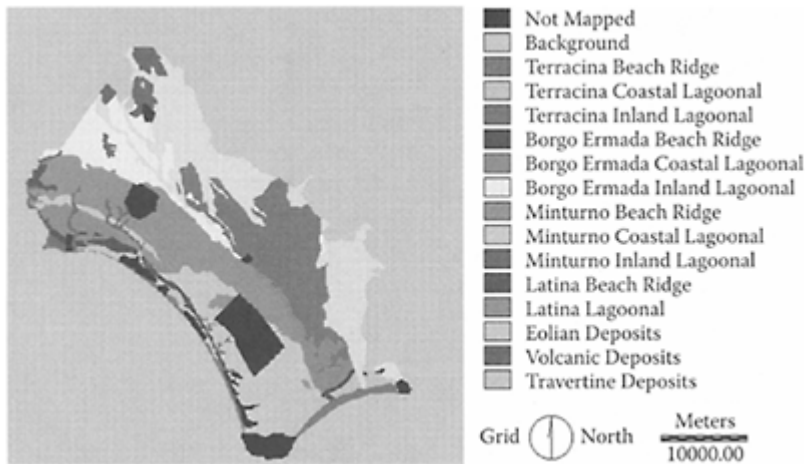 Not Mapped
Background
Terracina Beach Ridge
Terracina Coastal Lagoonal
Terracina Inland Lagoonal
Borgo Ermada Beach Ridge
Borgo Ermada Coastal Lagoonal
Borgo Ermada Inland Lagoonal
Minturno Beach Ridge
Minturno Coastal Lagoonal
Minturno Inland Lagoonal
Latina Beach Ridge
Latina Lagoonal
Eolian Deposits
Volcanic Deposits
Travertine Deposits
Grid North
Meters
10000.00